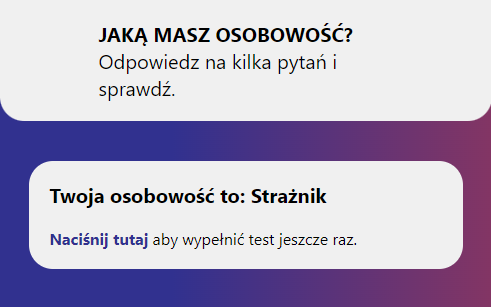 JAKĄ MASZ OSOBOWOŚĆ?
Odpowiedz na kilka pytań i
sprawdź.
Twoja osobowość to: Strażnik
Naciśnij tutaj aby wypełnić test jeszcze raz.